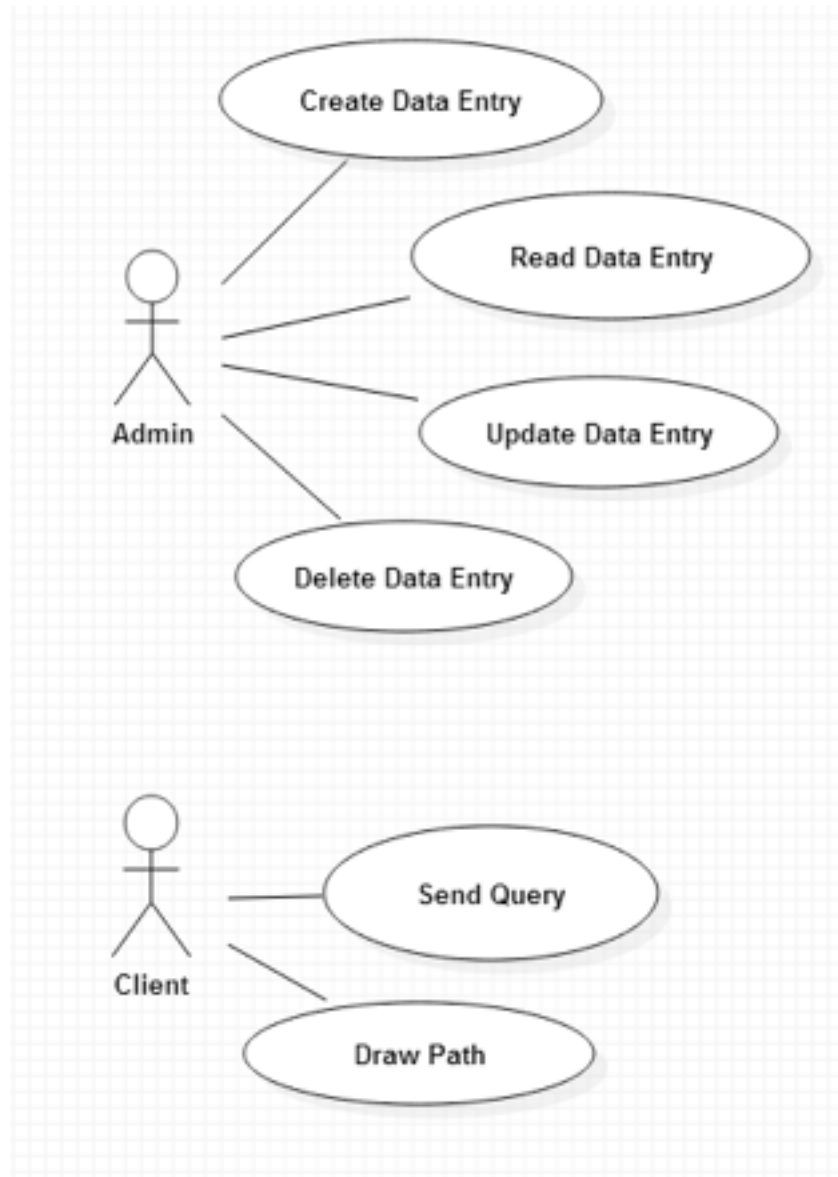 Create Data Entry
Read Data Entry
Admin
Update Data Entry
Delete Data Entry
Send Query
Client
Draw Path